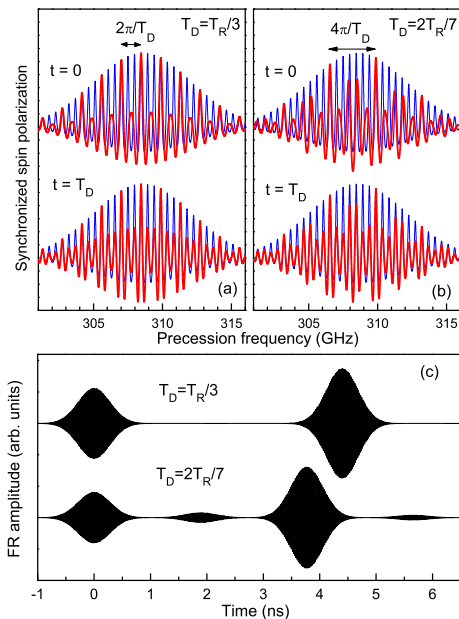 2π/T_D
T_D=T_R/3
t = 0
t = T_D
(a)
305 310 315
4π/T_D
T_D=2T_R/7
t = 0
t = T_D
(b)
305 310 315
Synchronized spin polarization
Precession frequency (GHz)
(c)
T_D=T_R/3
T_D=2T_R/7
FR amplitude (arb. units)
-1 0 1 2 3 4 5 6
Time (ns)